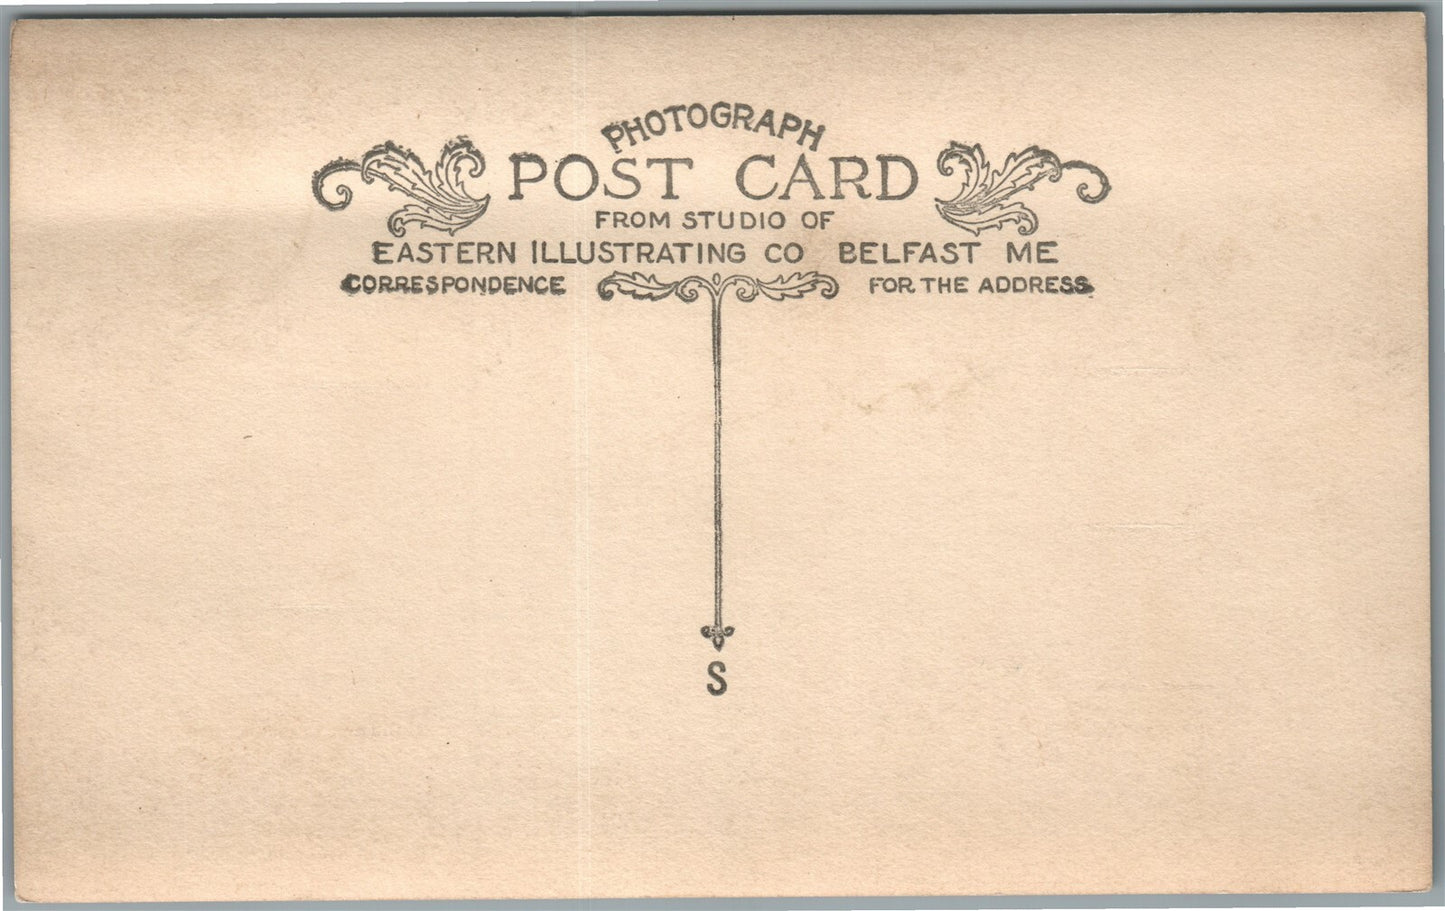 PHOTOGRAPH
POST CARD
FROM STUDIO OF
EASTERN ILLUSTRATING CO BELFAST ME
CORRESPONDENCE FOR THE ADDRESS
S